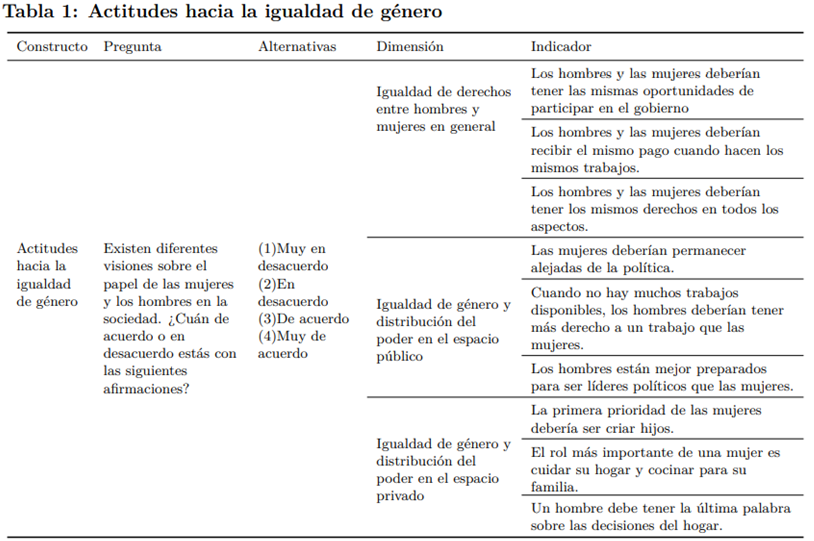 Tabla 1: Actitudes hacia la igualdad de género
Constructo Pregunta Alternativas Dimensión Indicador
Actitudes
hacia la
igualdad
de género
Existen diferentes
visiones sobre el
papel de las mujeres
y los hombres en la
sociedad. ¿Cuán de
acuerdo o en
desacuerdo estás con
las siguientes
afirmaciones?
(1)Muy en
desacuerdo
(2)En
desacuerdo
(3)De acuerdo
(4)Muy de
acuerdo
Igualdad de derechos
entre hombres y
mujeres en general
Los hombres y las mujeres deberían
tener las mismas oportunidades de
participar en el gobierno
Los hombres y las mujeres deberían
recibir el mismo pago cuando hacen los
mismos trabajos.
Los hombres y las mujeres deberían
tener los mismos derechos en todos los
aspectos.
Igualdad de género y
distribución del
poder en el espacio
público
Las mujeres deberían permanecer
alejadas de la política.
Cuando no hay muchos trabajos
disponibles, los hombres deberían tener
más derecho a un trabajo que las
mujeres.
Los hombres están mejor preparados
para ser líderes políticos que las mujeres.
Igualdad de género y
distribución del
poder en el espacio
privado
La primera prioridad de las mujeres
debería ser criar hijos.
El rol más importante de una mujer es
cuidar su hogar y cocinar para su
familia.
Un hombre debe tener la última palabra
sobre las decisiones del hogar.